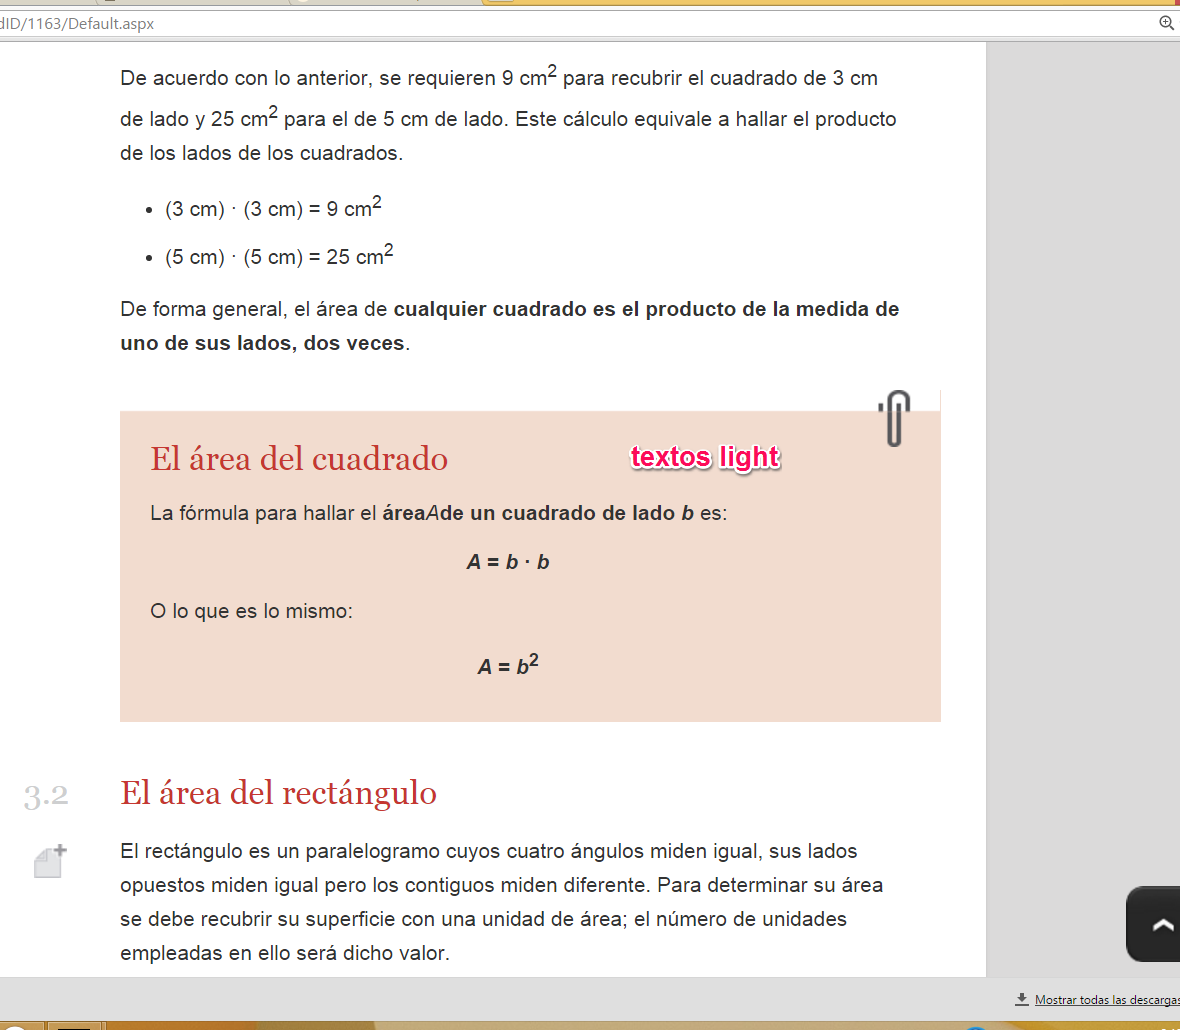 dID/1163/Default.aspx
De acuerdo con lo anterior, se requieren 9 cm² para recubrir el cuadrado de 3 cm
de lado y 25 cm² para el de 5 cm de lado. Este cálculo equivale a hallar el producto
de los lados de los cuadrados.
• (3 cm) · (3 cm) = 9 cm²
• (5 cm) · (5 cm) = 25 cm²
De forma general, el área de cualquier cuadrado es el producto de la medida de
uno de sus lados, dos veces.
El área del cuadrado
textos light
La fórmula para hallar el áreaAde un cuadrado de lado b es:
A = b · b
O lo que es lo mismo:
A = b²
3.2 El área del rectángulo
El rectángulo es un paralelogramo cuyos cuatro ángulos miden igual, sus lados
opuestos miden igual pero los contiguos miden diferente. Para determinar su área
se debe recubrir su superficie con una unidad de área; el número de unidades
empleadas en ello será dicho valor.
Mostrar todas las descargas